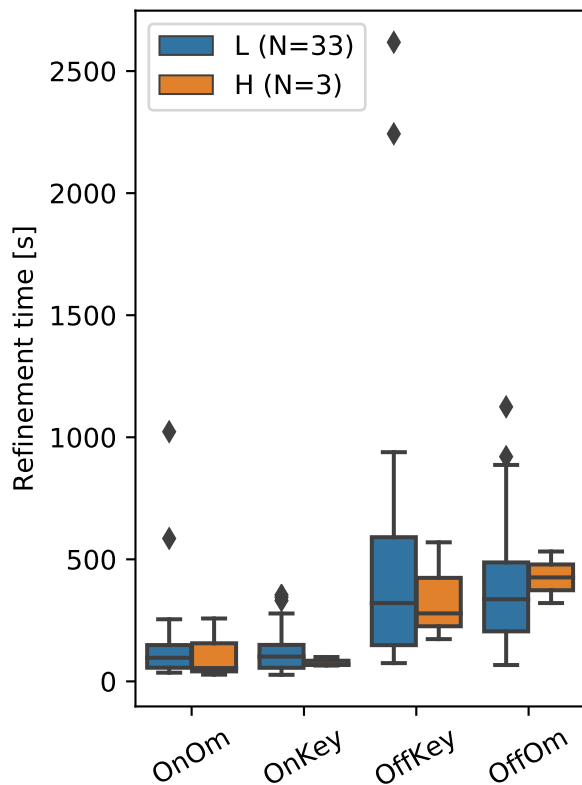 L (N=33)
H (N=3)
Refinement time [s]
2500
2000
1500
1000
500
0
OnOm
OnKey
OffKey
OffOm